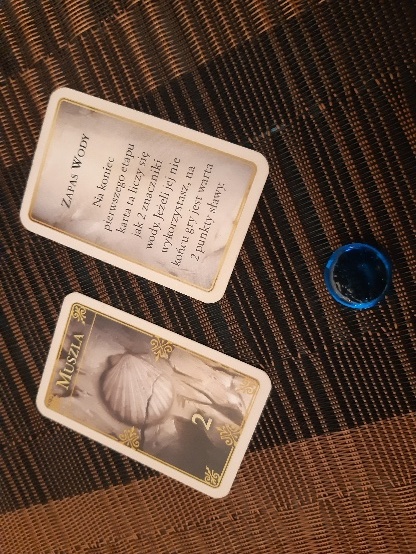 ZAPAS WODY
Na koniec
pierwszego etapu
karta ta liczy się
jak 2 znaczniki
wody. Jeżeli jej nie
wykorzystasz, na
końcu gry jest warta
2 punkty sławy.
MUSZLA
2